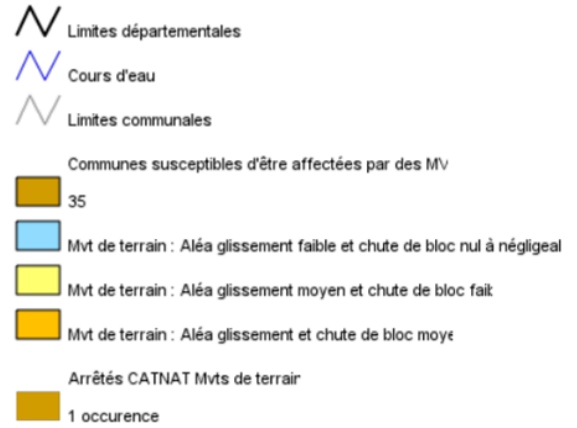 Limites départementales
Cours d'eau
Limites communales
Communes susceptibles d'être affectées par des MV
35
Mvt de terrain : Aléa glissement faible et chute de bloc nul à négligeal
Mvt de terrain : Aléa glissement moyen et chute de bloc faib
Mvt de terrain : Aléa glissement et chute de bloc moye
Arrêtés CATNAT Mvts de terrain
1 occurence